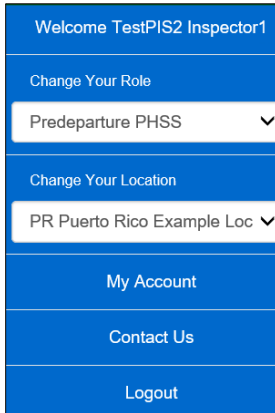 Welcome TestPIS2 Inspector1
Change Your Role
Predeparture PHSS
Change Your Location
PR Puerto Rico Example Loc
My Account
Contact Us
Logout